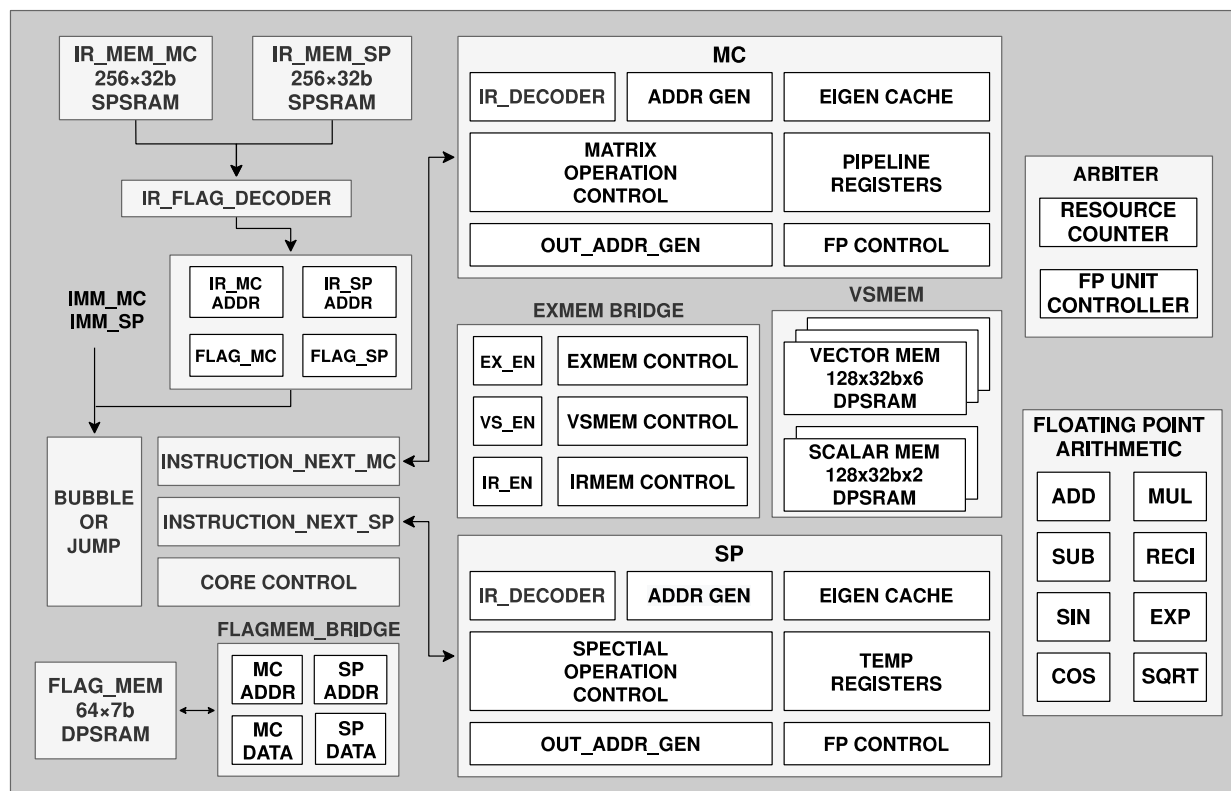 IR_MEM_MC
256×32b
SPSRAM
IR_MEM_SP
256×32b
SPSRAM
IR_FLAG_DECODER
IR_MC
ADDR
IR_SP
ADDR
FLAG_MC
FLAG_SP
IMM_MC
IMM_SP
BUBBLE
OR
JUMP
INSTRUCTION_NEXT_MC
INSTRUCTION_NEXT_SP
CORE CONTROL
FLAGMEM_BRIDGE
FLAG_MEM
64×7b
DPSRAM
MC
ADDR
SP
ADDR
MC
DATA
SP
DATA
MC
IR_DECODER
ADDR GEN
EIGEN CACHE
MATRIX
OPERATION
CONTROL
PIPELINE
REGISTERS
OUT_ADDR_GEN
FP CONTROL
EXMEM BRIDGE
EX_EN
EXMEM CONTROL
VS_EN
VSMEM CONTROL
IR_EN
IRMEM CONTROL
VSMEM
VECTOR MEM
128x32bx6
DPSRAM
SCALAR MEM
128x32bx2
DPSRAM
SP
IR_DECODER
ADDR GEN
EIGEN CACHE
SPECTIAL
OPERATION
CONTROL
TEMP
REGISTERS
OUT_ADDR_GEN
FP CONTROL
ARBITER
RESOURCE
COUNTER
FP UNIT
CONTROLLER
FLOATING POINT
ARITHMETIC
ADD
MUL
SUB
RECI
SIN
EXP
COS
SQRT